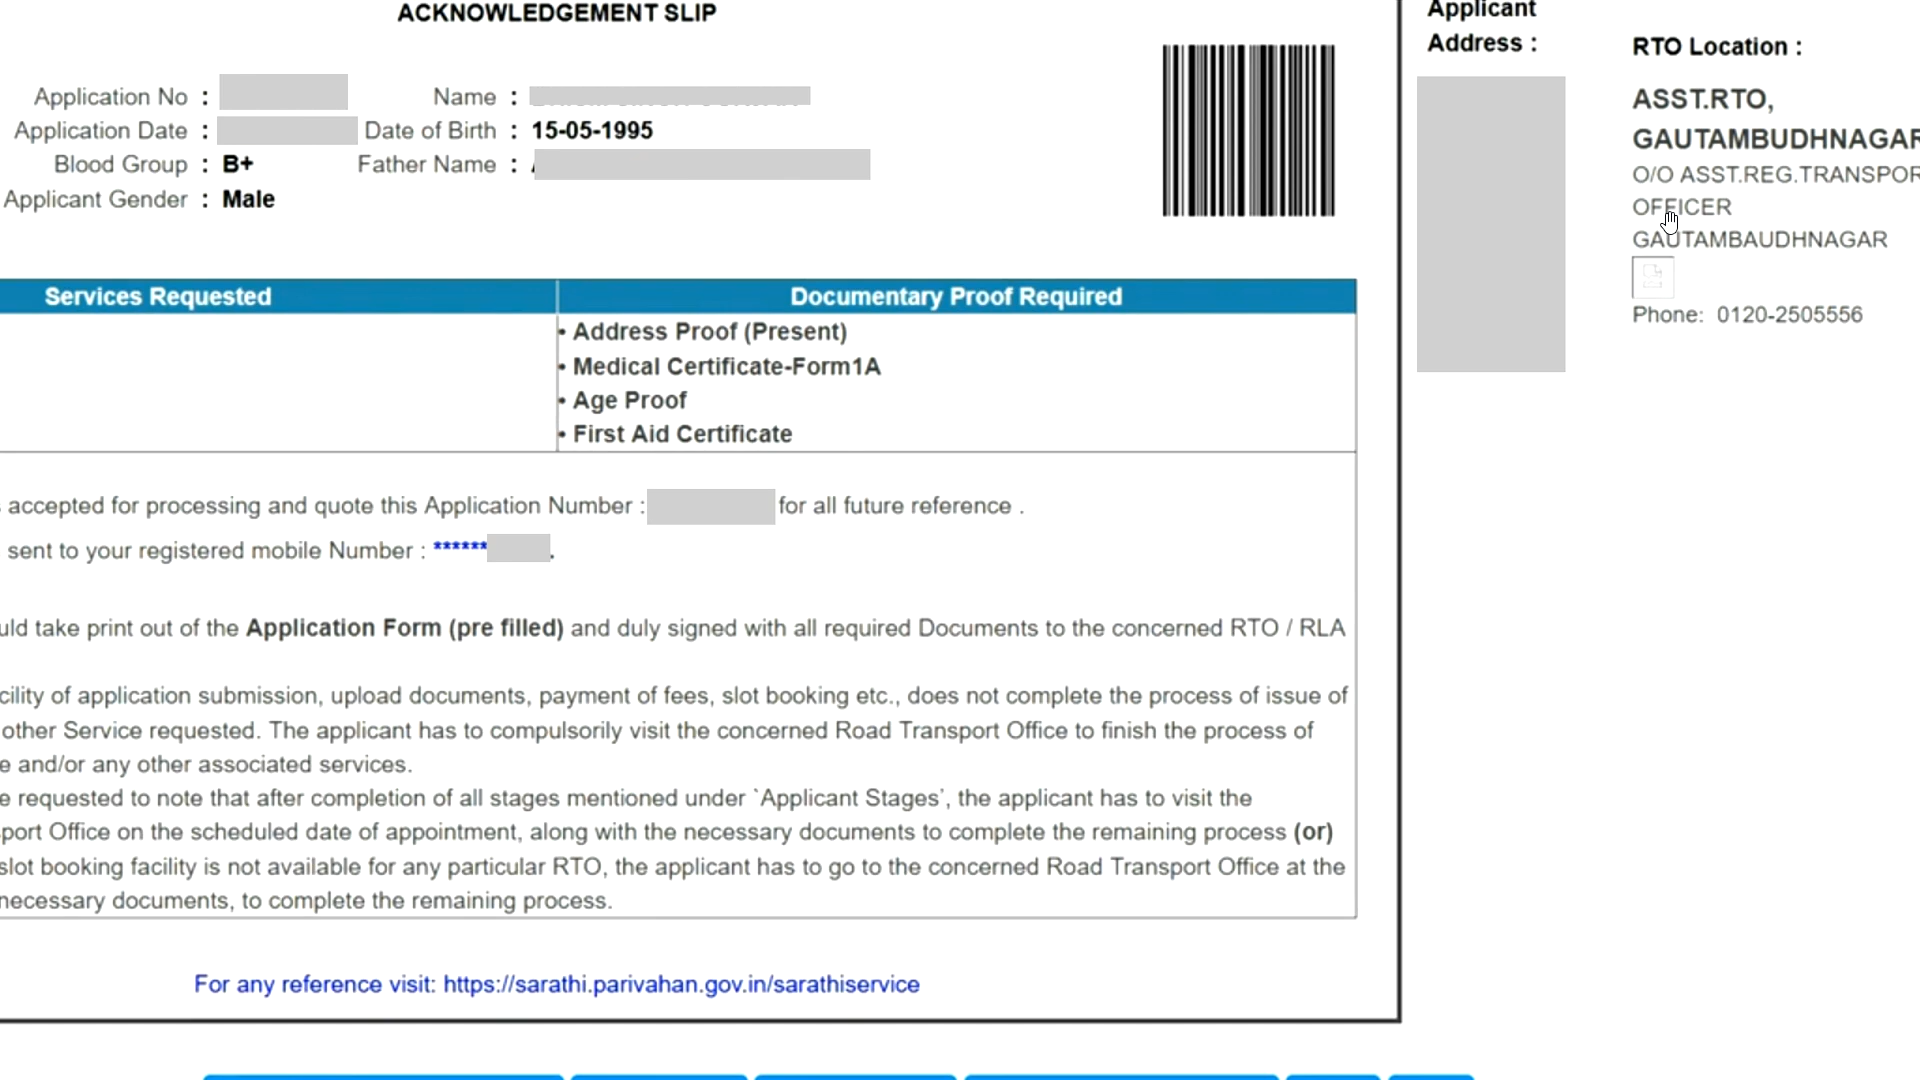 ACKNOWLEDGEMENT SLIP
Application No :
Name :
Application Date :
Date of Birth : 15-05-1995
Blood Group : B+
Father Name :
Applicant Gender : Male
Services Requested
Documentary Proof Required
• Address Proof (Present)
• Medical Certificate-Form1A
• Age Proof
• First Aid Certificate
accepted for processing and quote this Application Number : for all future reference .
sent to your registered mobile Number : ****** .
take print out of the Application Form (pre filled) and duly signed with all required Documents to the concerned RTO / RLA
of application submission, upload documents, payment of fees, slot booking etc., does not complete the process of issue of
other Service requested. The applicant has to compulsorily visit the concerned Road Transport Office to finish the process of
and/or any other associated services.
requested to note that after completion of all stages mentioned under `Applicant Stages’, the applicant has to visit the
Office on the scheduled date of appointment, along with the necessary documents to complete the remaining process (or)
slot booking facility is not available for any particular RTO, the applicant has to go to the concerned Road Transport Office at the
necessary documents, to complete the remaining process.
For any reference visit: https://sarathi.parivahan.gov.in/sarathiservice
Applicant
Address :
RTO Location :
ASST.RTO,
GAUTAMBUDHNAGAR
O/O ASST.REG.TRANSPOR
OFFICER
GAUTAMBAUDHNAGAR
Phone: 0120-2505556